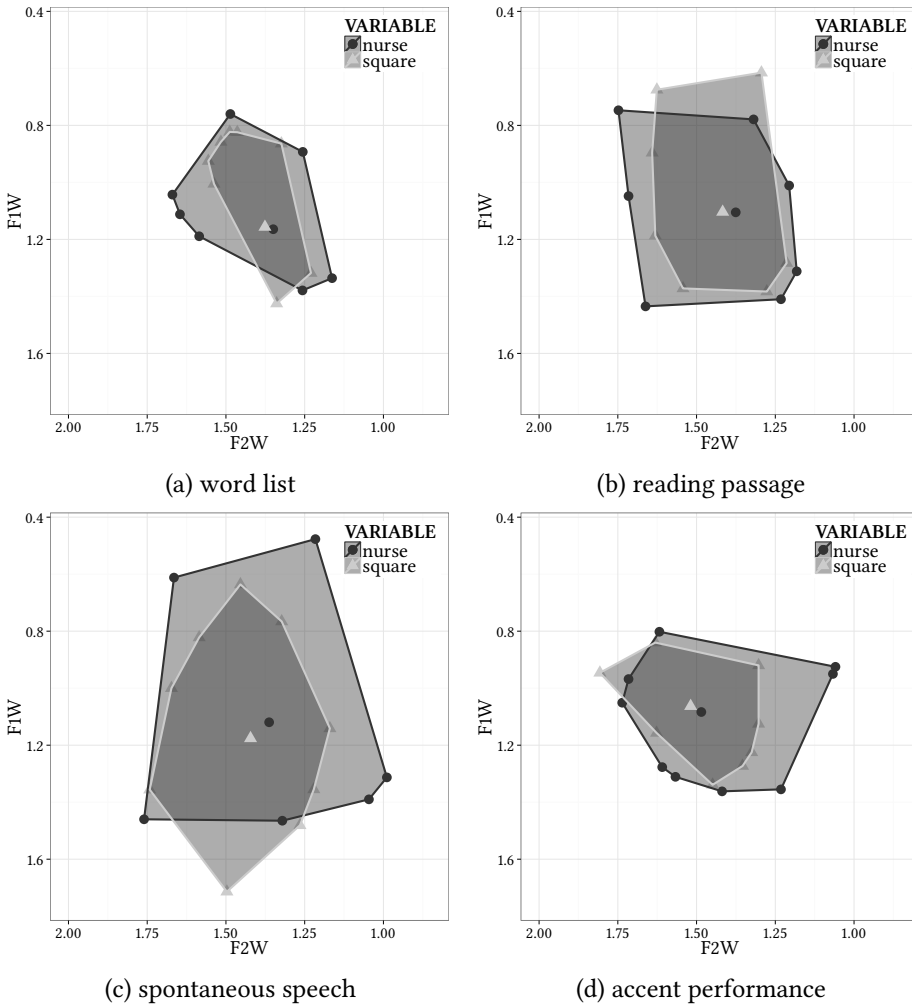 VARIABLE
nurse
square
0.4
0.8
1.2
1.6
F1W
2.00
1.75
1.50
1.25
1.00
F2W
(a) word list
VARIABLE
nurse
square
0.4
0.8
1.2
1.6
F1W
2.00
1.75
1.50
1.25
1.00
F2W
(b) reading passage
VARIABLE
nurse
square
0.4
0.8
1.2
1.6
F1W
2.00
1.75
1.50
1.25
1.00
F2W
(c) spontaneous speech
VARIABLE
nurse
square
0.4
0.8
1.2
1.6
F1W
2.00
1.75
1.50
1.25
1.00
F2W
(d) accent performance